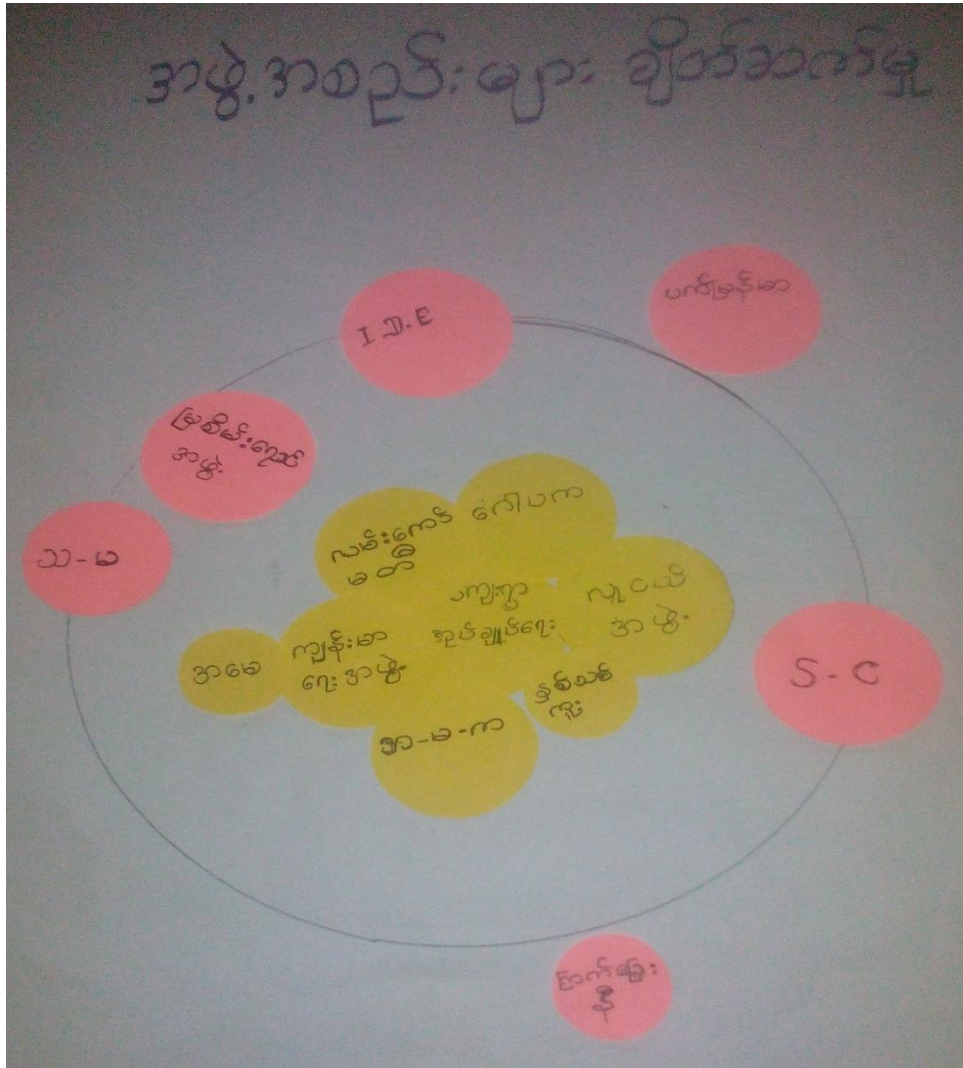 အဖွဲ့အစည်းများ ချိတ်ဆက်မှု
I.D.E
ပက်မြန်မာ
မြစိမ်းရောင်
အဖွဲ့
သ-မ
လမ်းကော်
မတီ
ဂေါပက
ကျေးရွာ
အုပ်ချုပ်ရေး
လူငယ်
အဖွဲ့
အမေ
ကျန်းမာ
ရေးအဖွဲ့
နှစ်သစ်
ကူး
အ-မ-က
S-C
ကြက်ခြေ
နီ